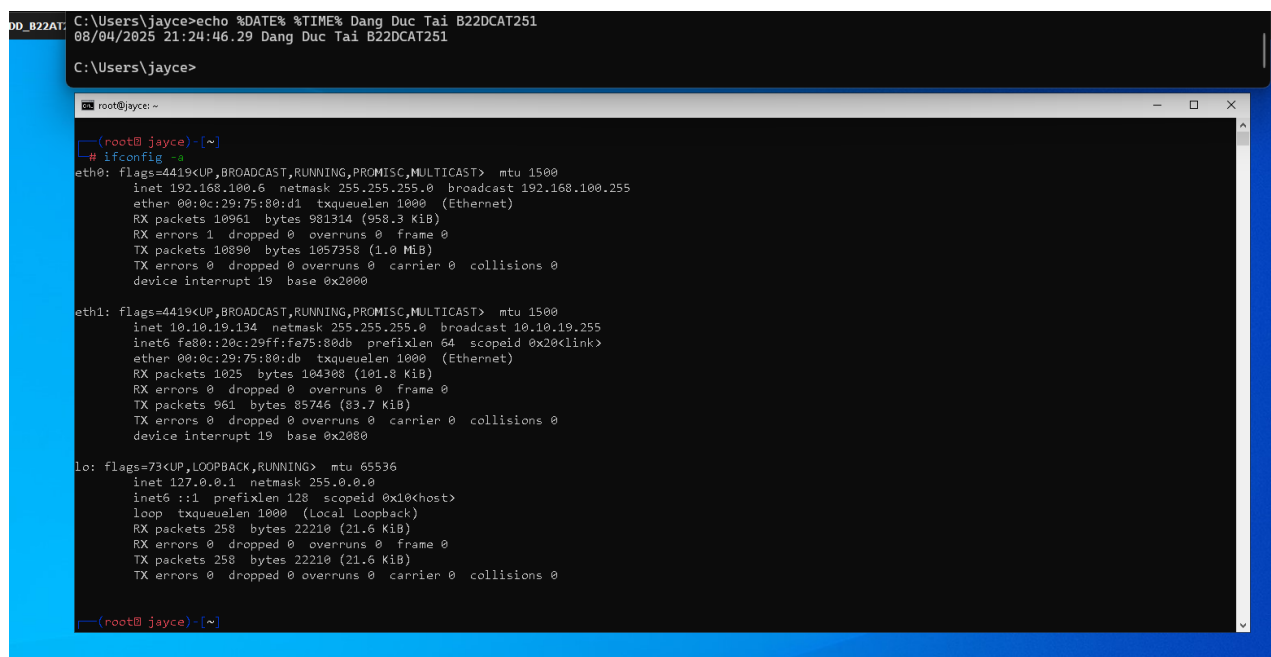 DD_B22AT
C:\Users\jayce>echo %DATE% %TIME% Dang Duc Tai B22DCAT251
08/04/2025 21:24:46.29 Dang Duc Tai B22DCAT251
C:\Users\jayce>
root@jayce: ~
(root jayce)-[~]
# ifconfig -a
eth0: flags=4419<UP,BROADCAST,RUNNING,PROMISC,MULTICAST>  mtu 1500
inet 192.168.100.6  netmask 255.255.255.0  broadcast 192.168.100.255
ether 00:0c:29:75:80:d1  txqueuelen 1000  (Ethernet)
RX packets 10961  bytes 981314 (958.3 KiB)
RX errors 1  dropped 0  overruns 0  frame 0
TX packets 10890  bytes 1057358 (1.0 MiB)
TX errors 0  dropped 0 overruns 0  carrier 0  collisions 0
device interrupt 19  base 0x2000
eth1: flags=4419<UP,BROADCAST,RUNNING,PROMISC,MULTICAST>  mtu 1500
inet 10.10.19.134  netmask 255.255.255.0  broadcast 10.10.19.255
inet6 fe80::20c:29ff:fe75:80db  prefixlen 64  scopeid 0x20<link>
ether 00:0c:29:75:80:db  txqueuelen 1000  (Ethernet)
RX packets 1025  bytes 104308 (101.8 KiB)
RX errors 0  dropped 0  overruns 0  frame 0
TX packets 961  bytes 85746 (83.7 KiB)
TX errors 0  dropped 0 overruns 0  carrier 0  collisions 0
device interrupt 19  base 0x2080
lo: flags=73<UP,LOOPBACK,RUNNING>  mtu 65536
inet 127.0.0.1  netmask 255.0.0.0
inet6 ::1  prefixlen 128  scopeid 0x10<host>
loop  txqueuelen 1000  (Local Loopback)
RX packets 258  bytes 22210 (21.6 KiB)
RX errors 0  dropped 0  overruns 0  frame 0
TX packets 258  bytes 22210 (21.6 KiB)
TX errors 0  dropped 0 overruns 0  carrier 0  collisions 0
(root jayce)-[~]